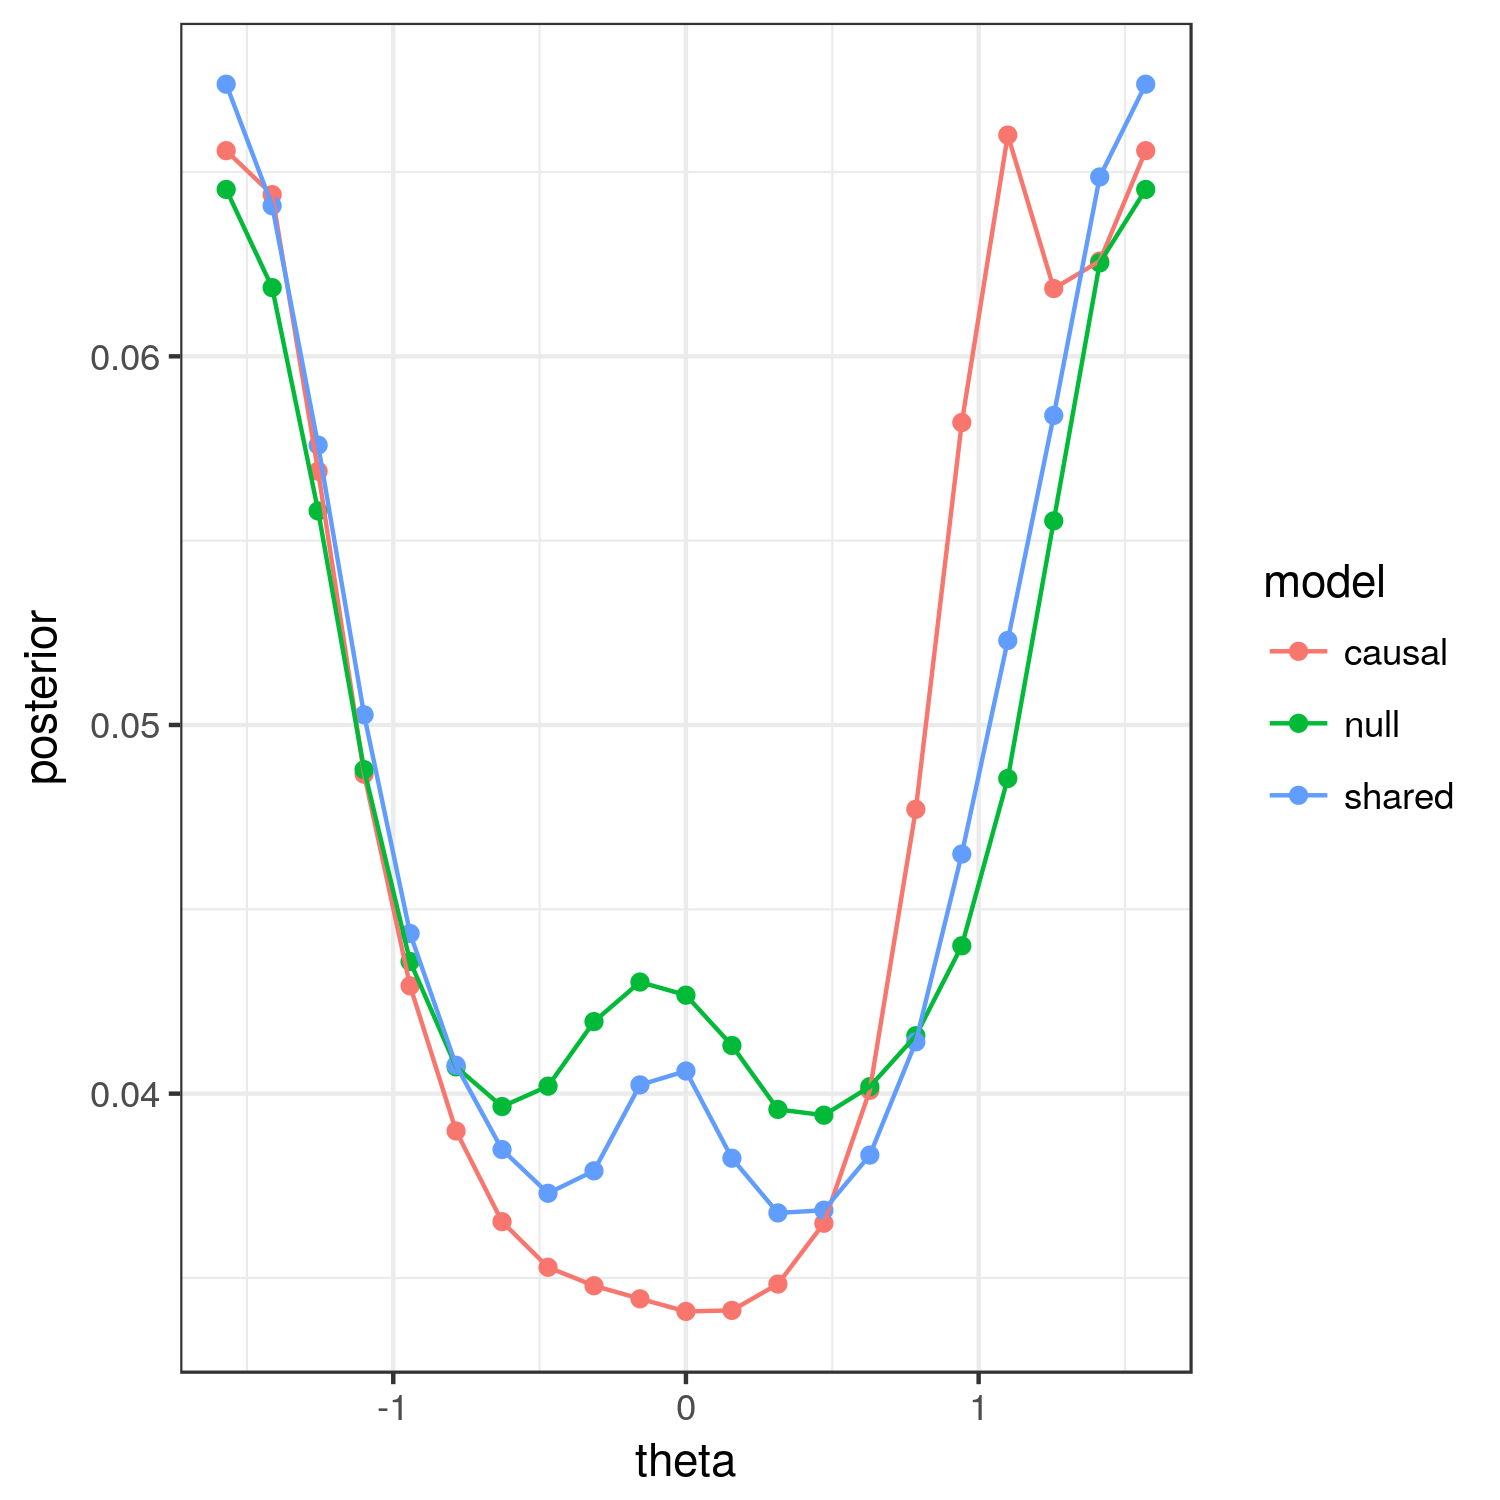 posterior
0.06
0.05
0.04
-1
0
1
theta
model
causal
null
shared